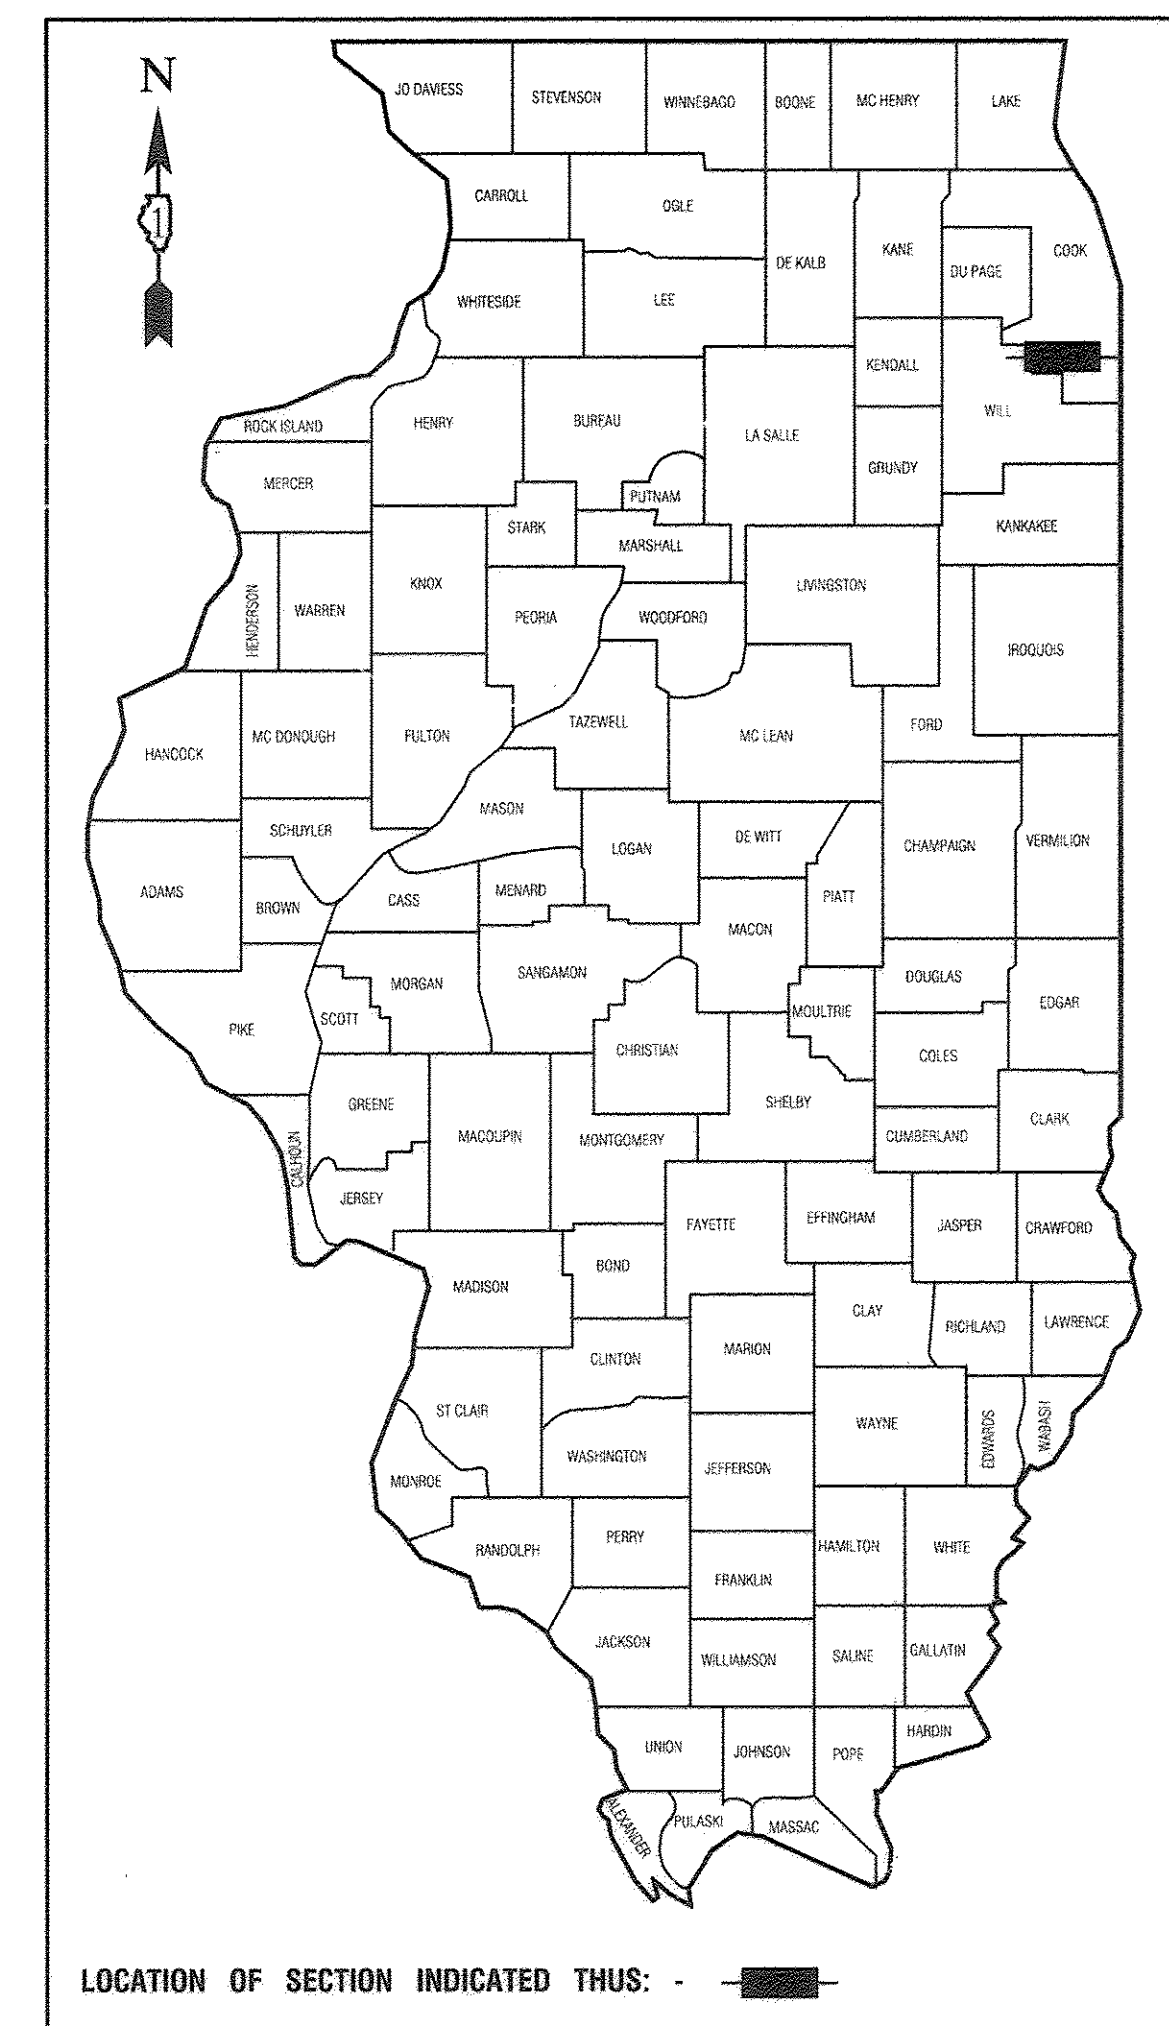 N
1
JO DAVIESS
STEVENSON
WINNEBAGO
BOONE
MC HENRY
LAKE
CARROLL
OGLE
DE KALB
KANE
DU PAGE
COOK
WHITESIDE
LEE
KENDALL
WILL
ROCK ISLAND
HENRY
BUREAU
LA SALLE
GRUNDY
MERCER
PUTNAM
STARK
MARSHALL
KANKAKEE
HENDERSON
WARREN
KNOX
PEORIA
WOODFORD
LIVINGSTON
IROQUOIS
HANCOCK
MC DONOUGH
FULTON
TAZEWELL
MC LEAN
FORD
SCHUYLER
MASON
LOGAN
DE WITT
CHAMPAIGN
VERMILION
ADAMS
BROWN
CASS
MENARD
PIATT
MACON
PIKE
SCOTT
MORGAN
SANGAMON
CHRISTIAN
MOULTRIE
DOUGLAS
EDGAR
COLES
CALHOUN
GREENE
MACOUPIN
MONTGOMERY
SHELBY
CUMBERLAND
CLARK
JERSEY
FAYETTE
EFFINGHAM
JASPER
CRAWFORD
MADISON
BOND
CLAY
RICHLAND
LAWRENCE
CLINTON
MARION
ST CLAIR
WASHINGTON
JEFFERSON
WAYNE
EDWARDS
WABASH
MONROE
RANDOLPH
PERRY
FRANKLIN
HAMILTON
WHITE
JACKSON
WILLIAMSON
SALINE
GALLATIN
UNION
JOHNSON
POPE
HARDIN
ALEXANDER
PULASKI
MASSAC
LOCATION OF SECTION INDICATED THUS: -